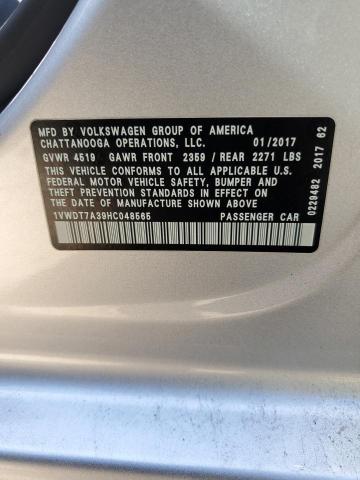 MFD BY VOLKSWAGEN GROUP OF AMERICA
CHATTANOOGA OPERATIONS, LLC. 01/2017
GVWR 4519 GAWR FRONT 2359 / REAR 2271 LBS
THIS VEHICLE CONFORMS TO ALL APPLICABLE U.S.
FEDERAL MOTOR VEHICLE SAFETY, BUMPER AND
THEFT PREVENTION STANDARDS IN EFFECT ON
THE DATE OF MANUFACTURE SHOWN ABOVE
1VWDT7A39HC048565 PASSENGER CAR
0229482 2017 62